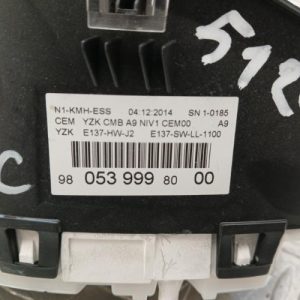 N1-KMH-ESS 04:12:2014 SN 1-0185
CEM YZK CMB A9 NIV1 CEM00 A9
YZK E137-HW-J2 E137-SW-LL-1100
98 053 999 80 00
C